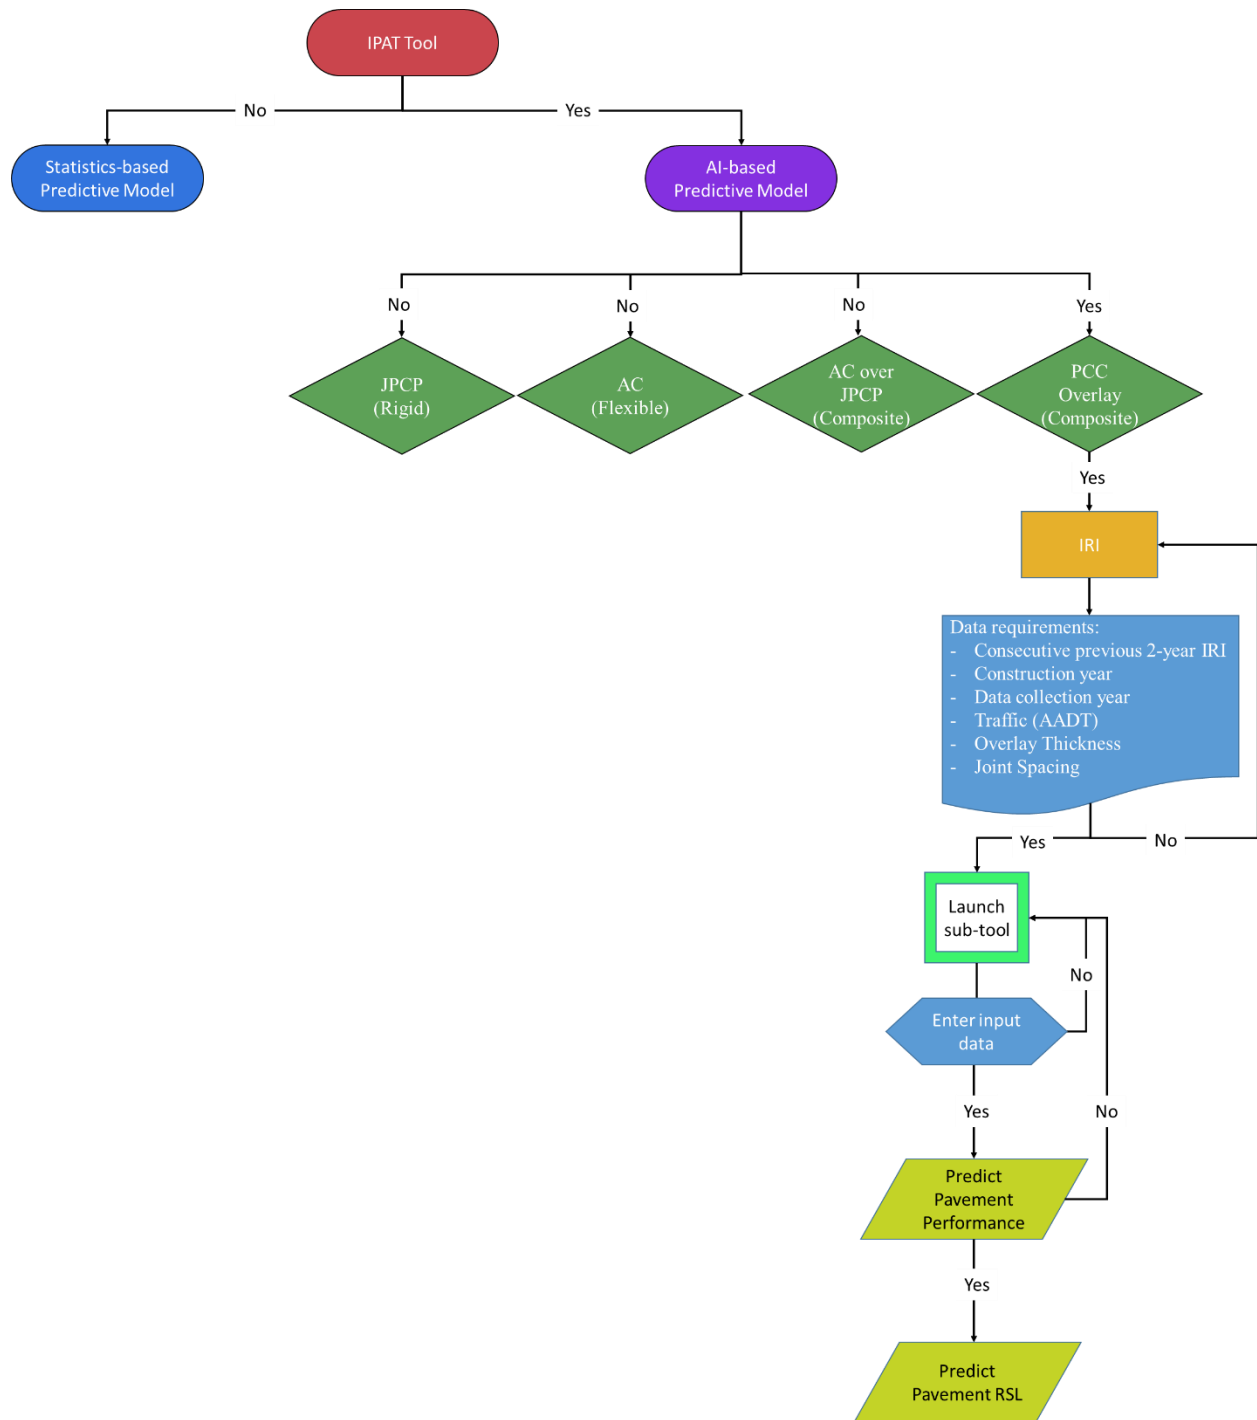 IPAT Tool
No
Yes
Statistics-based
Predictive Model
AI-based
Predictive Model
No
No
No
Yes
JPCP
(Rigid)
AC
(Flexible)
AC over
JPCP
(Composite)
PCC
Overlay
(Composite)
Yes
IRI
Data requirements:
- Consecutive previous 2-year IRI
- Construction year
- Data collection year
- Traffic (AADT)
- Overlay Thickness
- Joint Spacing
Yes
No
Launch
sub-tool
No
Enter input
data
Yes
No
Predict
Pavement
Performance
Yes
Predict
Pavement RSL